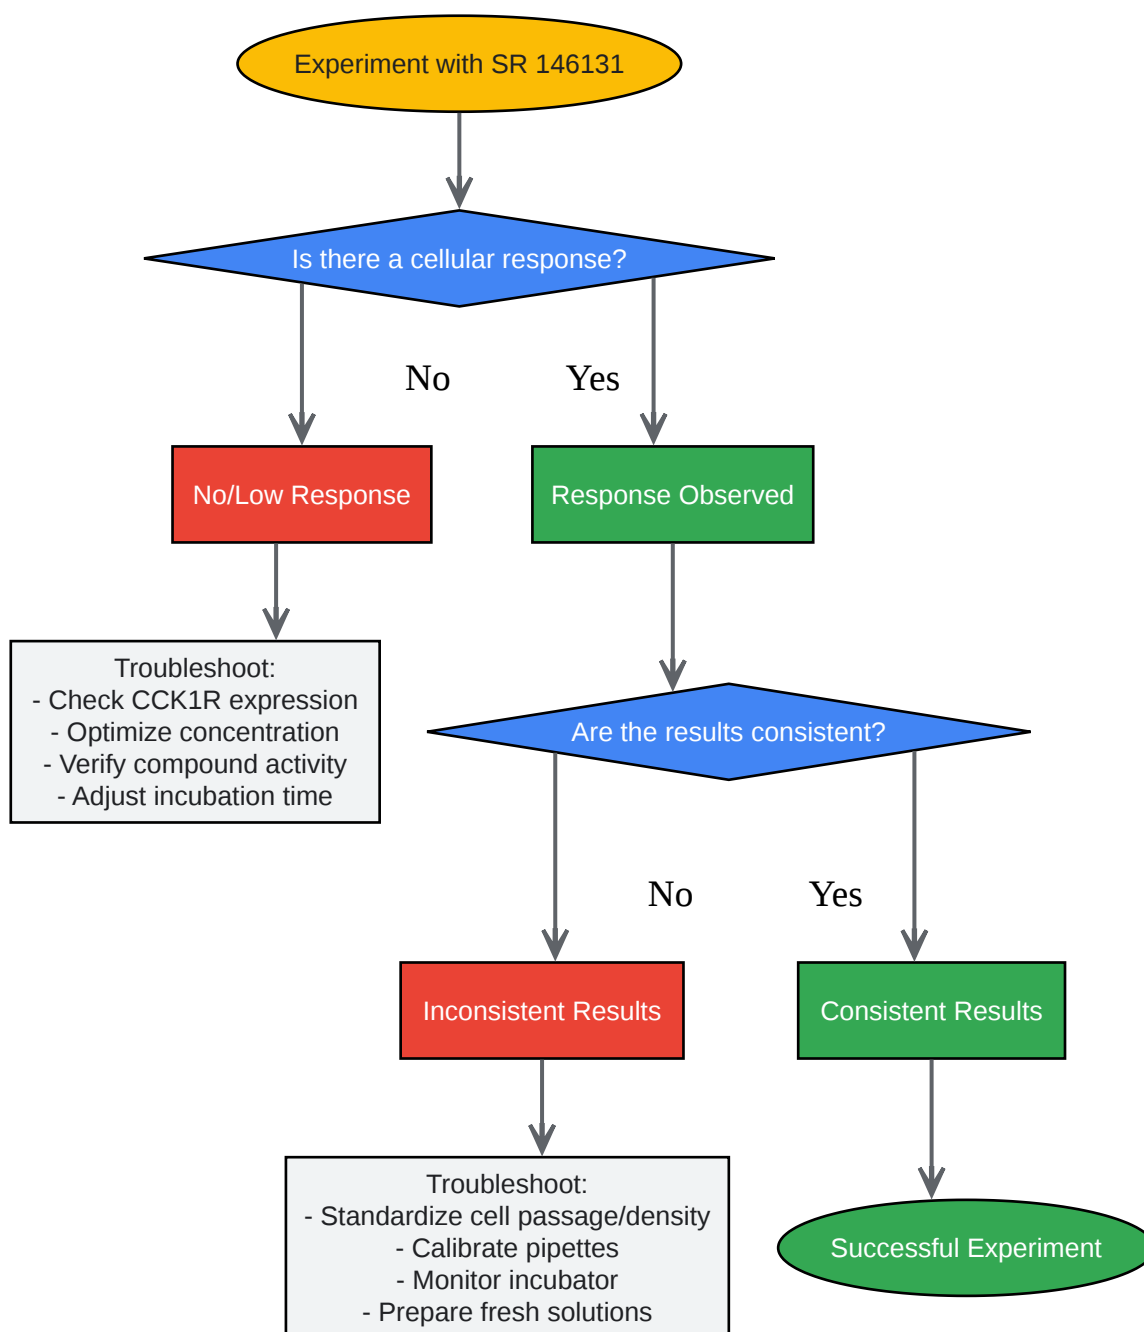 Experiment with SR 146131
Is there a cellular response?
No
Yes
No/Low Response
Response Observed
Troubleshoot:
- Check CCK1R expression
- Optimize concentration
- Verify compound activity
- Adjust incubation time
Are the results consistent?
No
Yes
Inconsistent Results
Consistent Results
Troubleshoot:
- Standardize cell passage/density
- Calibrate pipettes
- Monitor incubator
- Prepare fresh solutions
Successful Experiment